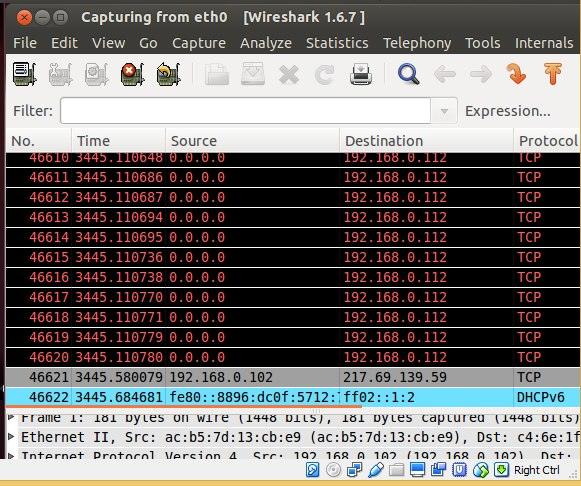 Capturing from eth0 [Wireshark 1.6.7 ]
File Edit View Go Capture Analyze Statistics Telephony Tools Internals
Filter: Expression...
No. Time Source Destination Protocol
46610 3445.110648 0.0.0.0 192.168.0.112 TCP
46611 3445.110686 0.0.0.0 192.168.0.112 TCP
46612 3445.110687 0.0.0.0 192.168.0.112 TCP
46613 3445.110694 0.0.0.0 192.168.0.112 TCP
46614 3445.110695 0.0.0.0 192.168.0.112 TCP
46615 3445.110736 0.0.0.0 192.168.0.112 TCP
46616 3445.110738 0.0.0.0 192.168.0.112 TCP
46617 3445.110770 0.0.0.0 192.168.0.112 TCP
46618 3445.110771 0.0.0.0 192.168.0.112 TCP
46619 3445.110779 0.0.0.0 192.168.0.112 TCP
46620 3445.110780 0.0.0.0 192.168.0.112 TCP
46621 3445.580079 192.168.0.102 217.69.139.59 TCP
46622 3445.684681 fe80::8896:dc0f:5712: ff02::1:2 DHCPv6
Frame 1: 181 bytes on wire (1448 bits), 181 bytes captured (1448 bits)
Ethernet II, Src: ac:b5:7d:13:cb:e9 (ac:b5:7d:13:cb:e9), Dst: c4:6e:1f
Internet Protocol Version 4, Src: 192.168.0.102 (192.168.0.102), Dst:
Right Ctrl